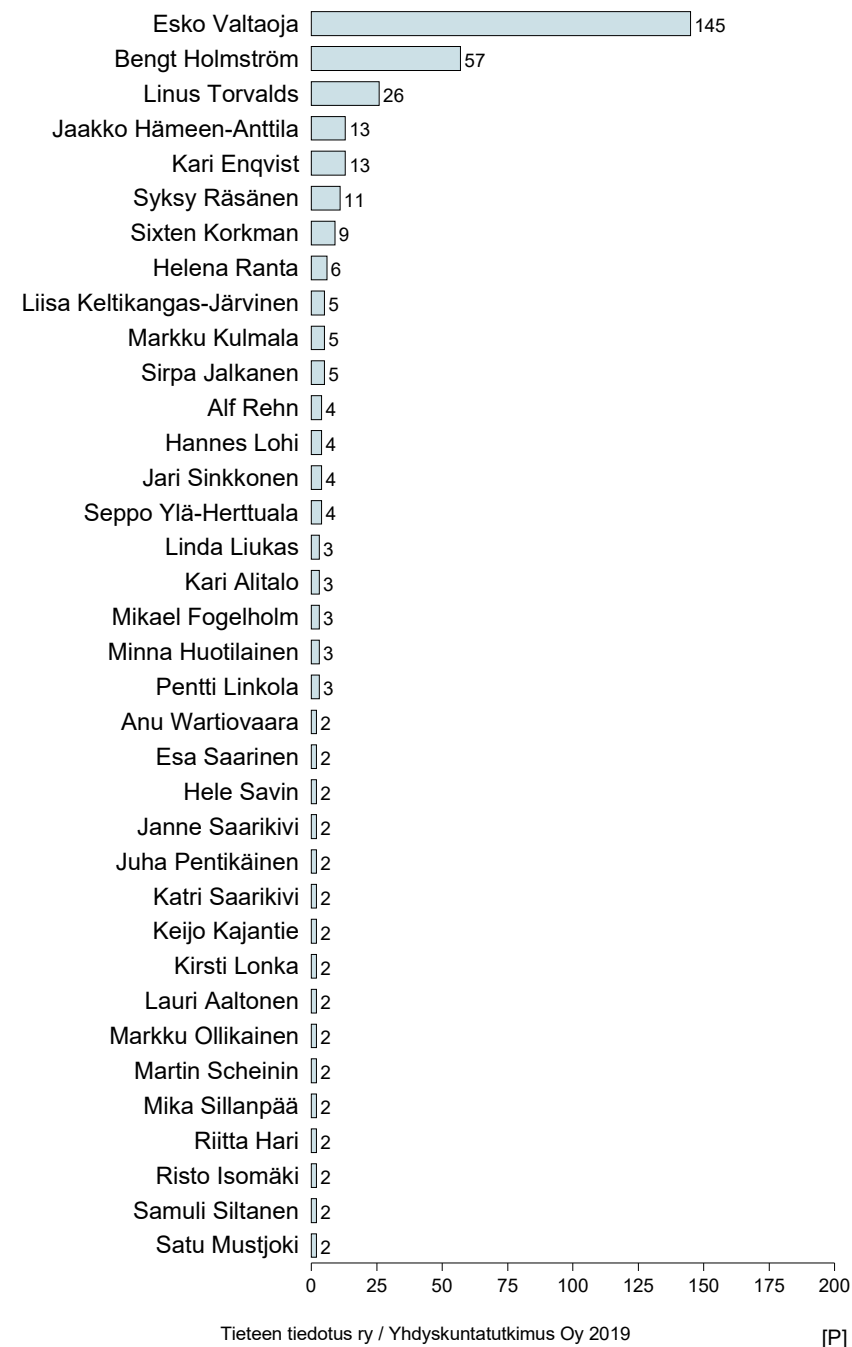 Esko Valtaoja 145
Bengt Holmström 57
Linus Torvalds 26
Jaakko Hämeen-Anttila 13
Kari Enqvist 13
Syksy Räsänen 11
Sixten Korkman 9
Helena Ranta 6
Liisa Keltikangas-Järvinen 5
Markku Kulmala 5
Sirpa Jalkanen 5
Alf Rehn 4
Hannes Lohi 4
Jari Sinkkonen 4
Seppo Ylä-Herttuala 4
Linda Liukas 3
Kari Alitalo 3
Mikael Fogelholm 3
Minna Huotilainen 3
Pentti Linkola 3
Anu Wartiovaara 2
Esa Saarinen 2
Hele Savin 2
Janne Saarikivi 2
Juha Pentikäinen 2
Katri Saarikivi 2
Keijo Kajantie 2
Kirsti Lonka 2
Lauri Aaltonen 2
Markku Ollikainen 2
Martin Scheinin 2
Mika Sillanpää 2
Riitta Hari 2
Risto Isomäki 2
Samuli Siltanen 2
Satu Mustjoki 2
0 25 50 75 100 125 150 175 200
Tieteen tiedotus ry / Yhdyskuntatutkimus Oy 2019 [P]